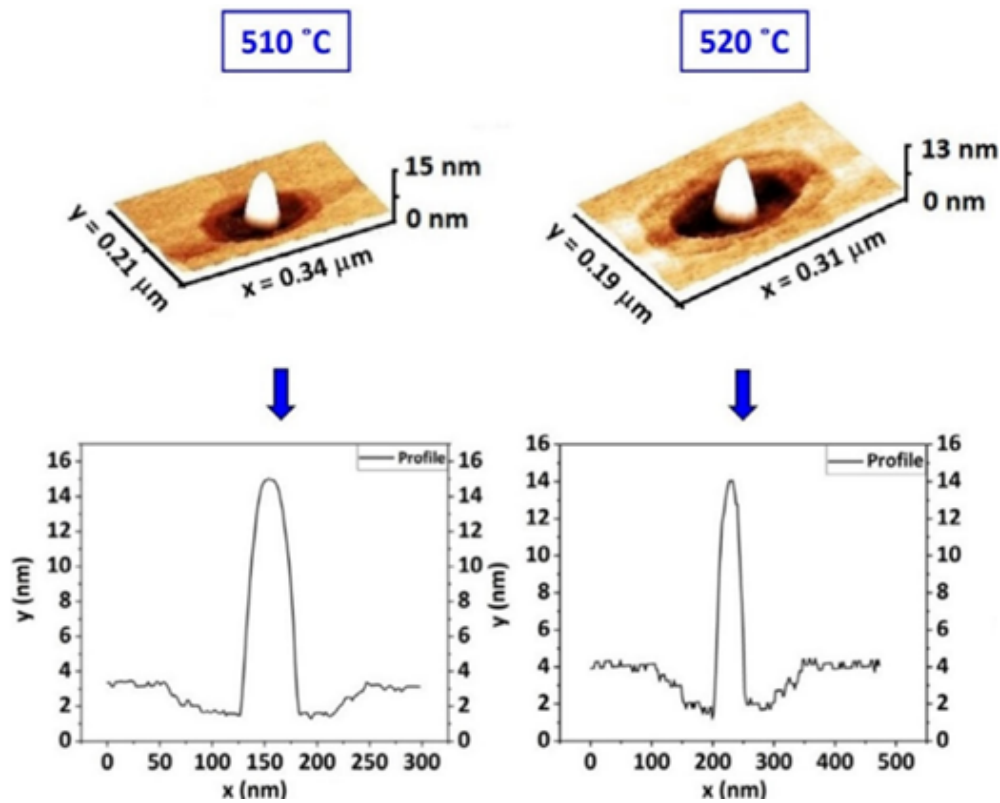 510 °C
520 °C
15 nm
0 nm
y = 0.21 μm
x = 0.34 μm
13 nm
0 nm
y = 0.19 μm
x = 0.31 μm
Profile
16
14
12
10
8
6
4
2
0
16
14
12
10
8
6
4
2
0
y (nm)
0 50 100 150 200 250 300
x (nm)
Profile
16
14
12
10
8
6
4
2
0
16
14
12
10
8
6
4
2
0
y (nm)
0 100 200 300 400 500
x (nm)